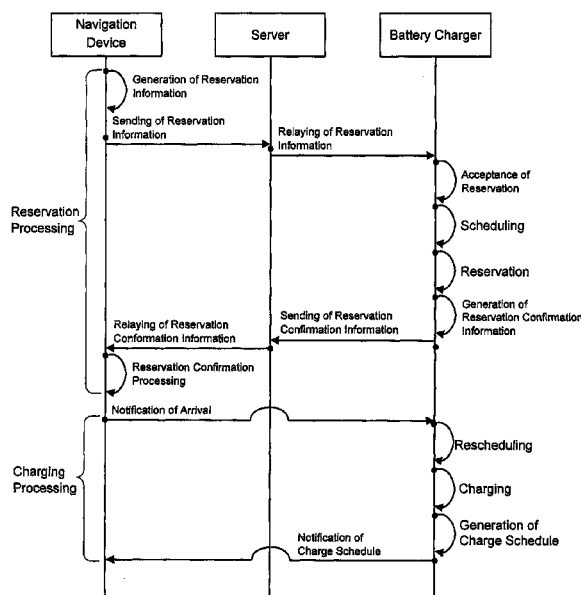 Navigation
Device
Server
Battery Charger
Generation of Reservation
Information
Sending of Reservation
Information
Relaying of Reservation
Information
Acceptance of
Reservation
Scheduling
Reservation
Processing
Reservation
Generation of
Reservation Confirmation
Information
Sending of Reservation
Confirmation Information
Relaying of Reservation
Conformation Information
Reservation Confirmation
Processing
Notification of Arrival
Rescheduling
Charging
Processing
Charging
Generation of
Charge Schedule
Notification of
Charge Schedule